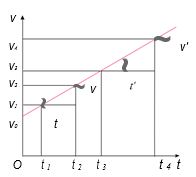 V
V₄
V₃
V₂
V₁
V₀
v'
v
t'
t
O t₁ t₂ t₃ t₄ t